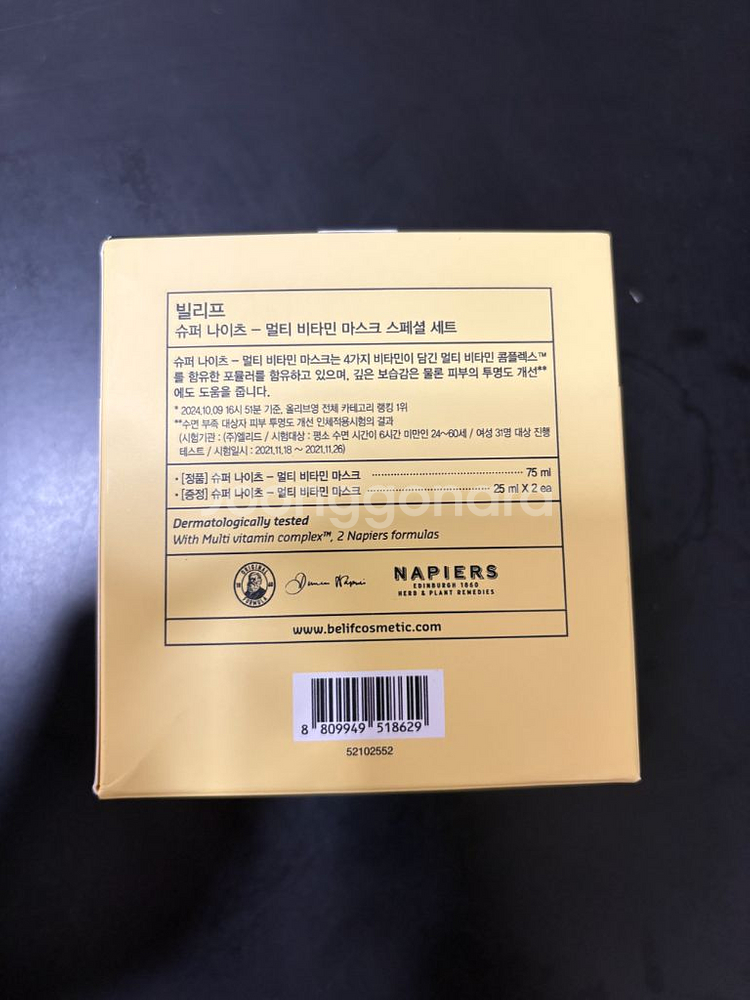 빌리프
슈퍼 나이츠 – 멀티 비타민 마스크 스페셜 세트
슈퍼 나이츠 – 멀티 비타민 마스크는 4가지 비타민이 담긴 멀티 비타민 콤플렉스™
를 함유한 포뮬러를 함유하고 있으며, 깊은 보습감은 물론 피부의 투명도 개선**
에도 도움을 줍니다.
* 2024.10.09 16시 51분 기준, 올리브영 전체 카테고리 랭킹 1위
**수면 부족 대상자 피부 투명도 개선 인체적용시험의 결과
(시험기관 : (주)엘리드 / 시험대상 : 평소 수면 시간이 6시간 미만인 24~60세 / 여성 31명 대상 진행
테스트 / 시험일시 : 2021.11.18 ~ 2021.11.26)
• [정품] 슈퍼 나이츠 – 멀티 비타민 마스크 ........ 75 ml
• [증정] 슈퍼 나이츠 – 멀티 비타민 마스크 ........ 25 ml X 2 ea
joonggonara
Dermatologically tested
With Multi vitamin complex™, 2 Napiers formulas
ORIGINAL
18 60
FORMULA
Duncan Napier
NAPIERS
EDINBURGH 1860
HERB & PLANT REMEDIES
www.belifcosmetic.com
8 809949 518629
52102552